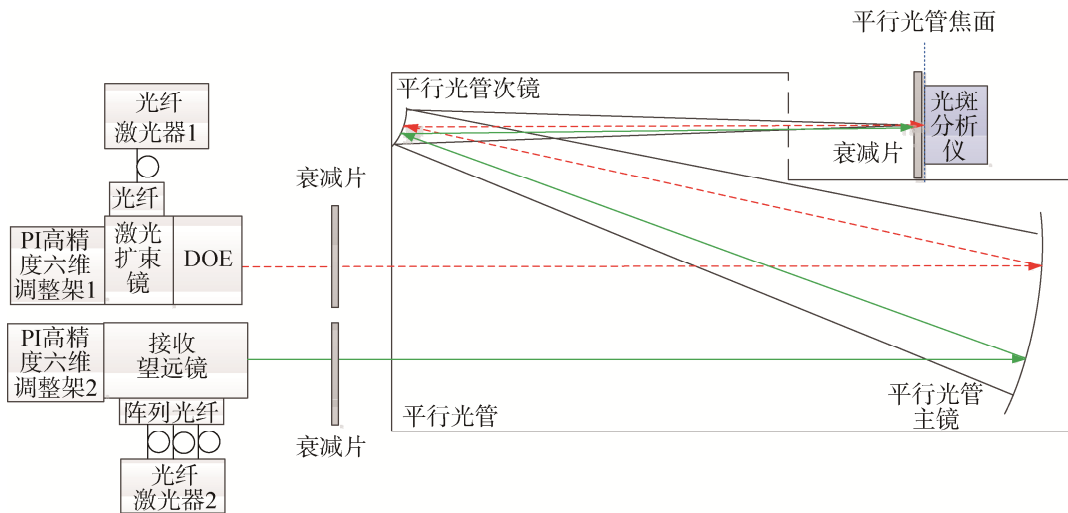 平行光管焦面
光纤
激光器1
平行光管次镜
光斑
分析
仪
衰减片
衰减片
光纤
PI高精
度六维
调整架1
激光
扩束
镜
DOE
PI高精
度六维
调整架2
接收
望远镜
阵列光纤
平行光管
主镜
平行光管
衰减片
光纤
激光器2